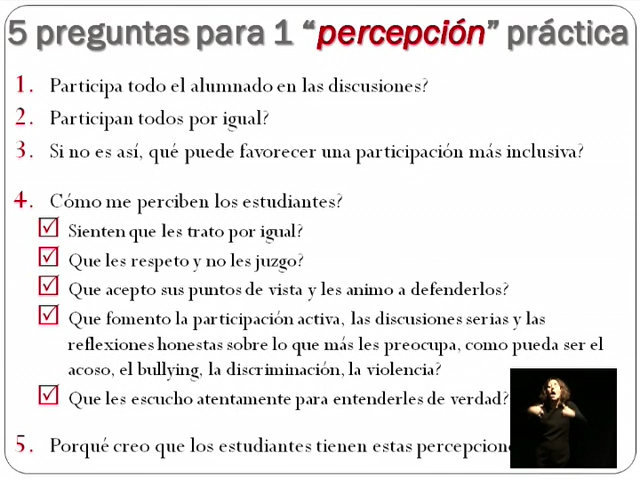 5 preguntas para 1 “percepción” práctica
1. Participa todo el alumnado en las discusiones?
2. Participan todos por igual?
3. Si no es así, qué puede favorecer una participación más inclusiva?
4. Cómo me perciben los estudiantes?
Sienten que les trato por igual?
Que les respeto y no les juzgo?
Que acepto sus puntos de vista y les animo a defenderlos?
Que fomento la participación activa, las discusiones serias y las
reflexiones honestas sobre lo que más les preocupa, como pueda ser el
acoso, el bullying, la discriminación, la violencia?
Que les escucho atentamente para entenderles de verdad?
5. Porqué creo que los estudiantes tienen estas